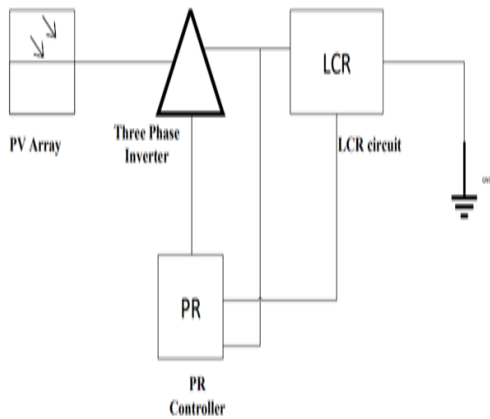 LCR
PV Array
Three Phase
Inverter
LCR circuit
PR
PR
Controller